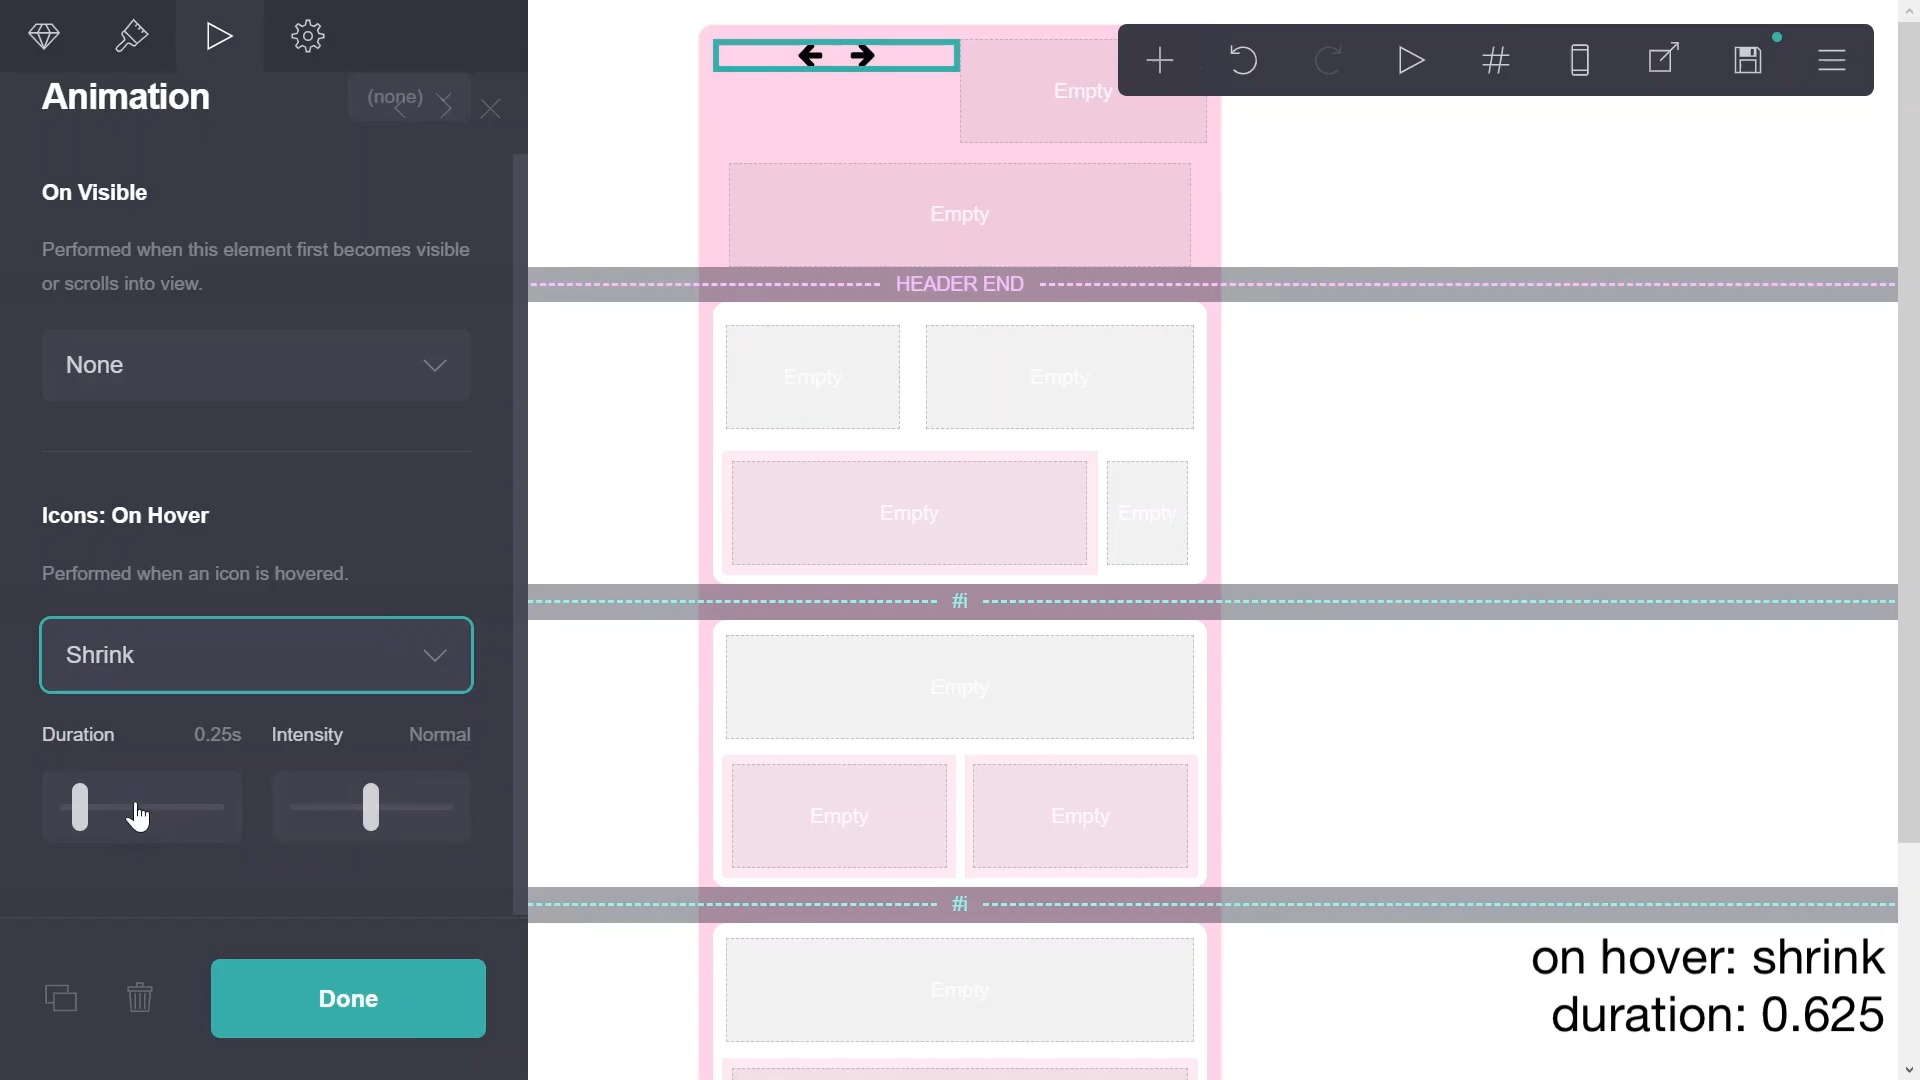 Animation
(none)
On Visible
Performed when this element first becomes visible
or scrolls into view.
None
Icons: On Hover
Performed when an icon is hovered.
Shrink
Duration 0.25s Intensity Normal
Done
Empty
Empty
HEADER END
Empty Empty
Empty Empty
#i
Empty
Empty Empty
#i
Empty
on hover: shrink
duration: 0.625